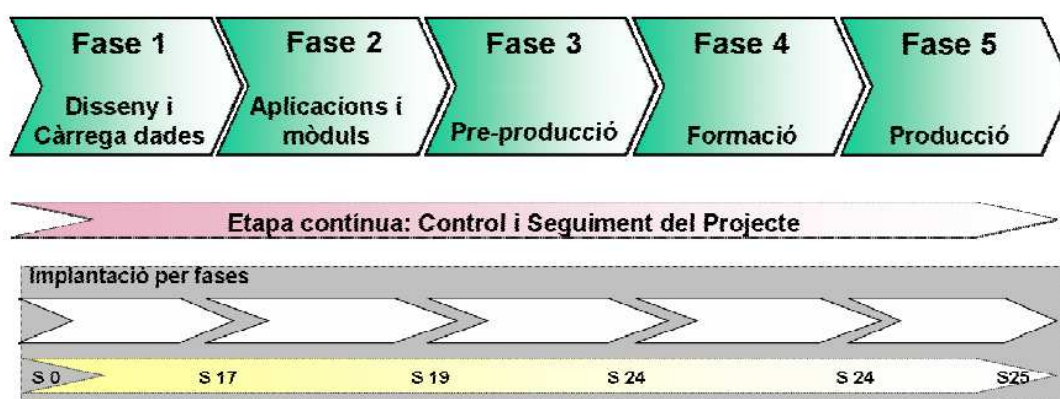 Fase 1
Disseny i
Càrrega dades
Fase 2
Aplicacions i
mòduls
Fase 3
Pre-producció
Fase 4
Formació
Fase 5
Producció
Etapa contínua: Control i Seguiment del Projecte
Implantació per fases
S 0 S 17 S 19 S 24 S 24 S25